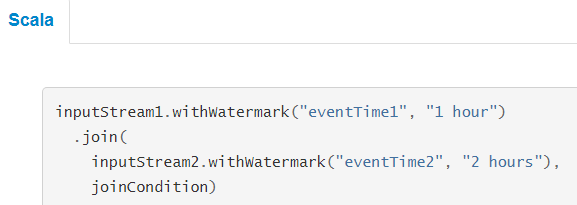 Scala
inputStream1.withWatermark("eventTime1", "1 hour")
  .join(
    inputStream2.withWatermark("eventTime2", "2 hours"),
    joinCondition)